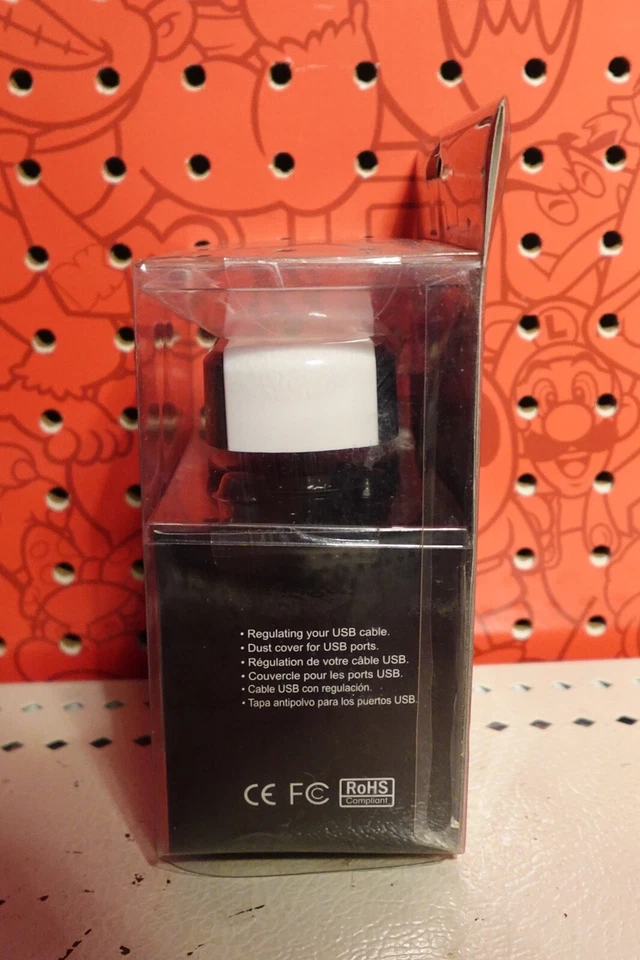 L
• Regulating your USB cable.
• Dust cover for USB ports.
• Régulation de votre câble USB.
• Couvercle pour les ports USB.
• Cable USB con regulación.
• Tapa antipolvo para los puertos USB.
CE FC RoHS
Compliant